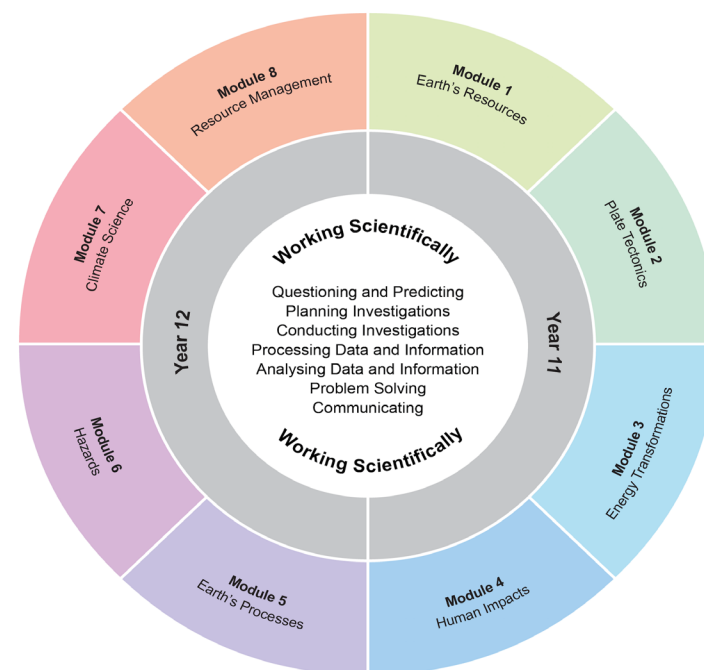 Module 1
Earth's Resources
Module 2
Plate Tectonics
Module 3
Energy Transformations
Module 4
Human Impacts
Module 5
Earth's Processes
Module 6
Hazards
Module 7
Climate Science
Module 8
Resource Management
Year 12
Year 11
Working Scientifically
Questioning and Predicting
Planning Investigations
Conducting Investigations
Processing Data and Information
Analysing Data and Information
Problem Solving
Communicating
Working Scientifically